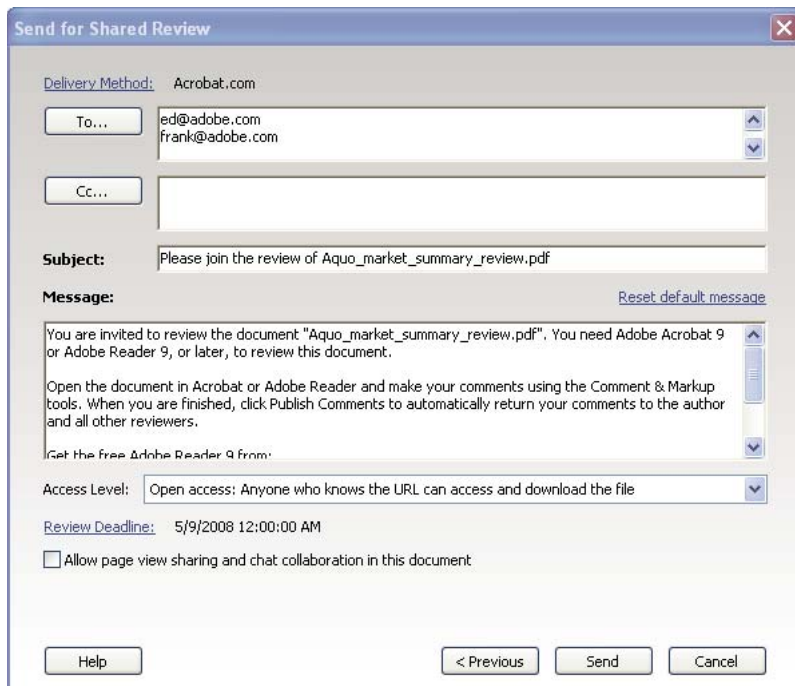 Send for Shared Review
Delivery Method: Acrobat.com
To... ed@adobe.com
frank@adobe.com
Cc...
Subject: Please join the review of Aquo_market_summary_review.pdf
Message: Reset default message
You are invited to review the document "Aquo_market_summary_review.pdf". You need Adobe Acrobat 9
or Adobe Reader 9, or later, to review this document.
Open the document in Acrobat or Adobe Reader and make your comments using the Comment & Markup
tools. When you are finished, click Publish Comments to automatically return your comments to the author
and all other reviewers.
Get the free Adobe Reader 9 from:
Access Level: Open access: Anyone who knows the URL can access and download the file
Review Deadline: 5/9/2008 12:00:00 AM
Allow page view sharing and chat collaboration in this document
Help < Previous Send Cancel